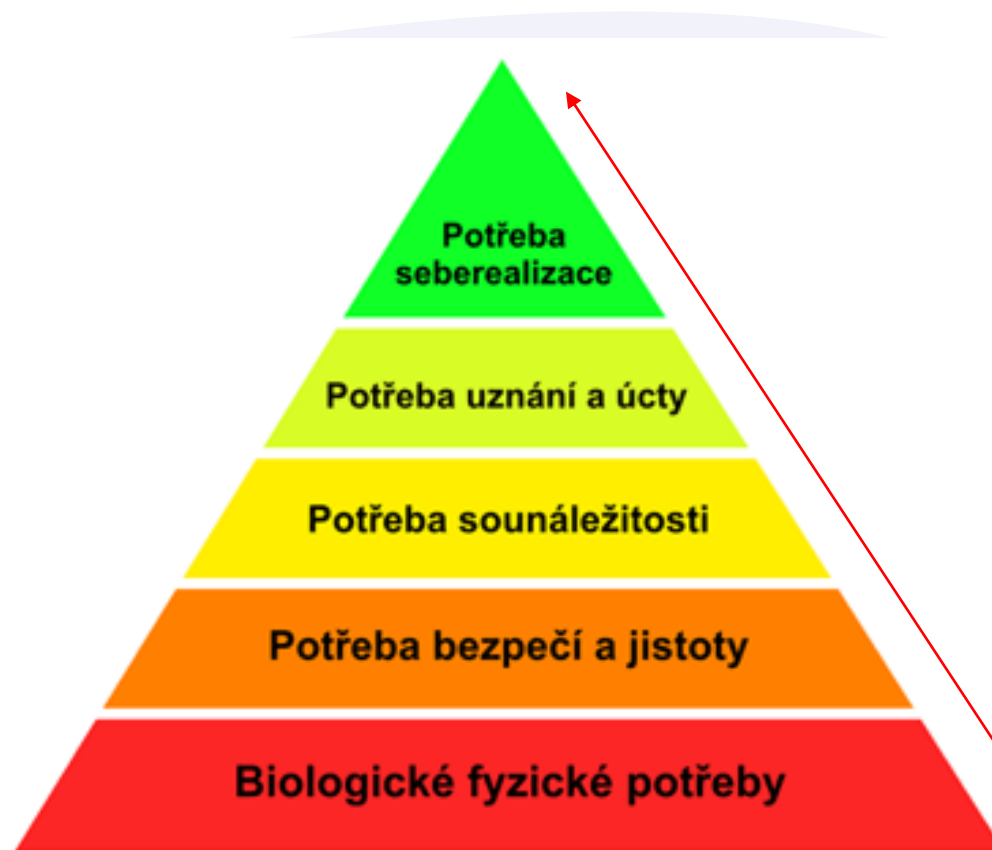 Potřeba
seberealizace
Potřeba uznání a úcty
Potřeba sounáležitosti
Potřeba bezpečí a jistoty
Biologické fyzické potřeby